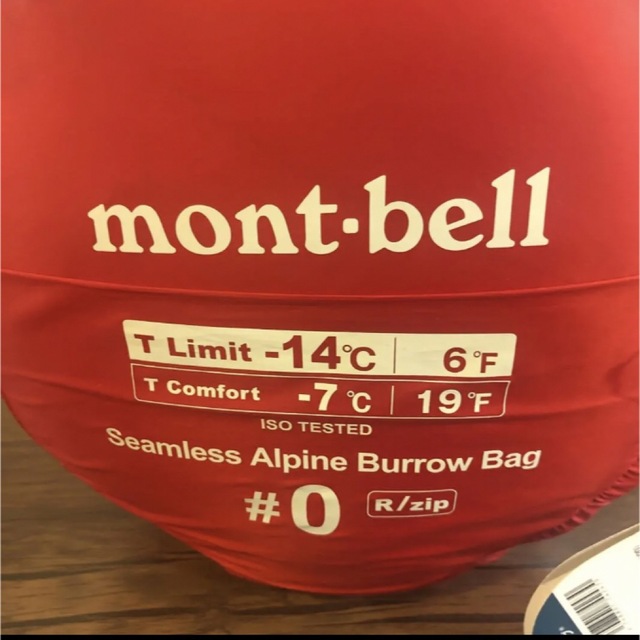 mont·bell
T Limit -14℃ | 6°F
T Comfort -7℃ | 19°F
ISO TESTED
Seamless Alpine Burrow Bag
#0 R/zip